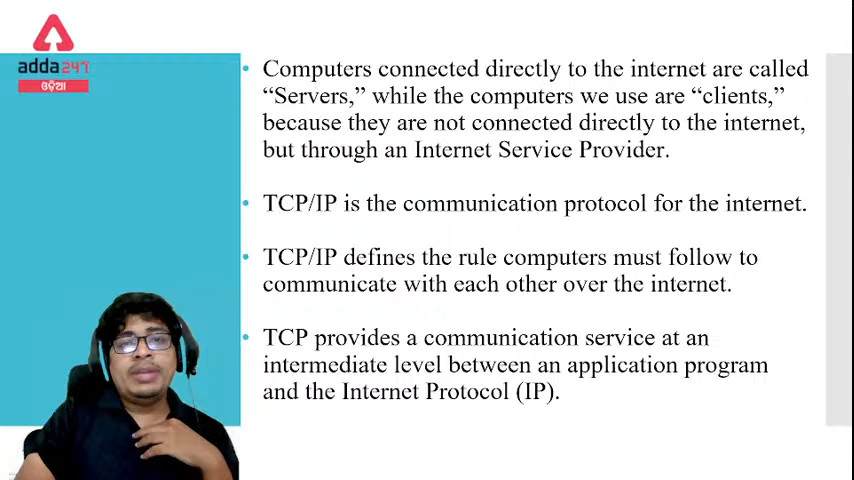 adda247
ଓଡ଼ିଆ
Computers connected directly to the internet are called
“Servers,” while the computers we use are “clients,”
because they are not connected directly to the internet,
but through an Internet Service Provider.
TCP/IP is the communication protocol for the internet.
TCP/IP defines the rule computers must follow to
communicate with each other over the internet.
TCP provides a communication service at an
intermediate level between an application program
and the Internet Protocol (IP).